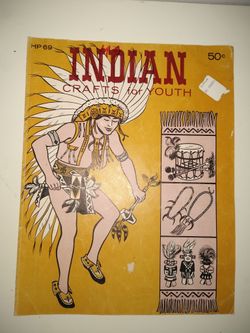 HP 69
INDIAN
50¢
CRAFTS for YOUTH